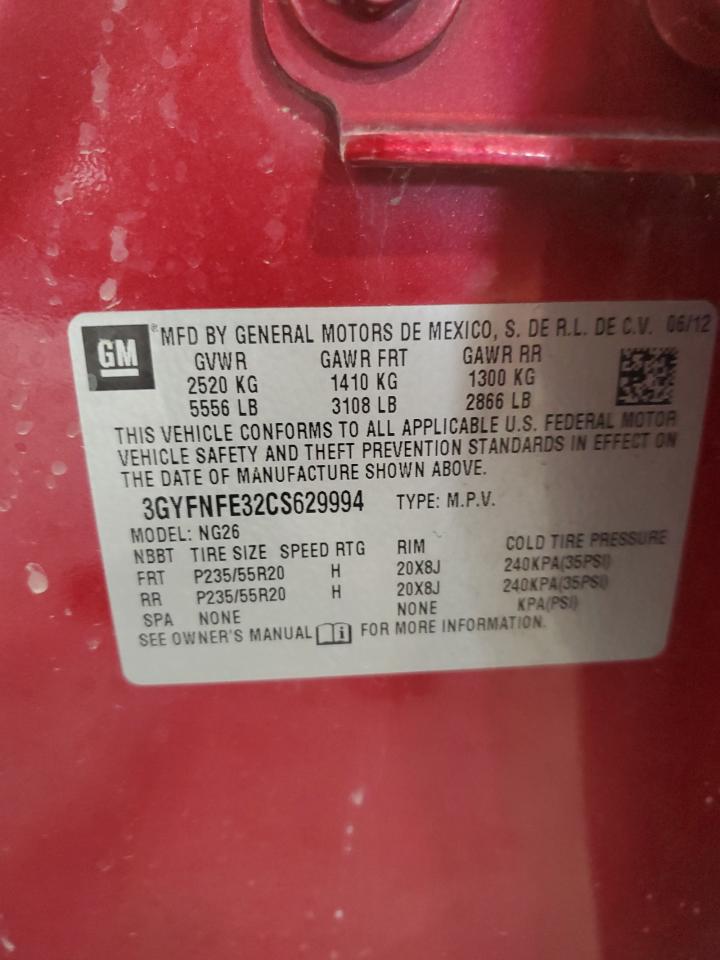 GM
®MFD BY GENERAL MOTORS DE MEXICO, S. DE R.L. DE C.V. 06/12
GVWR GAWR FRT GAWR RR
2520 KG 1410 KG 1300 KG
5556 LB 3108 LB 2866 LB
THIS VEHICLE CONFORMS TO ALL APPLICABLE U.S. FEDERAL MOTOR
VEHICLE SAFETY AND THEFT PREVENTION STANDARDS IN EFFECT ON
THE DATE OF MANUFACTURE SHOWN ABOVE.
3GYFNFE32CS629994 TYPE: M.P.V.
MODEL: NG26
NBBT TIRE SIZE SPEED RTG RIM COLD TIRE PRESSURE
FRT P235/55R20 H 20X8J 240KPA(35PSI)
RR P235/55R20 H 20X8J 240KPA(35PSI)
SPA NONE NONE KPA(PSI)
SEE OWNER'S MANUAL i FOR MORE INFORMATION.